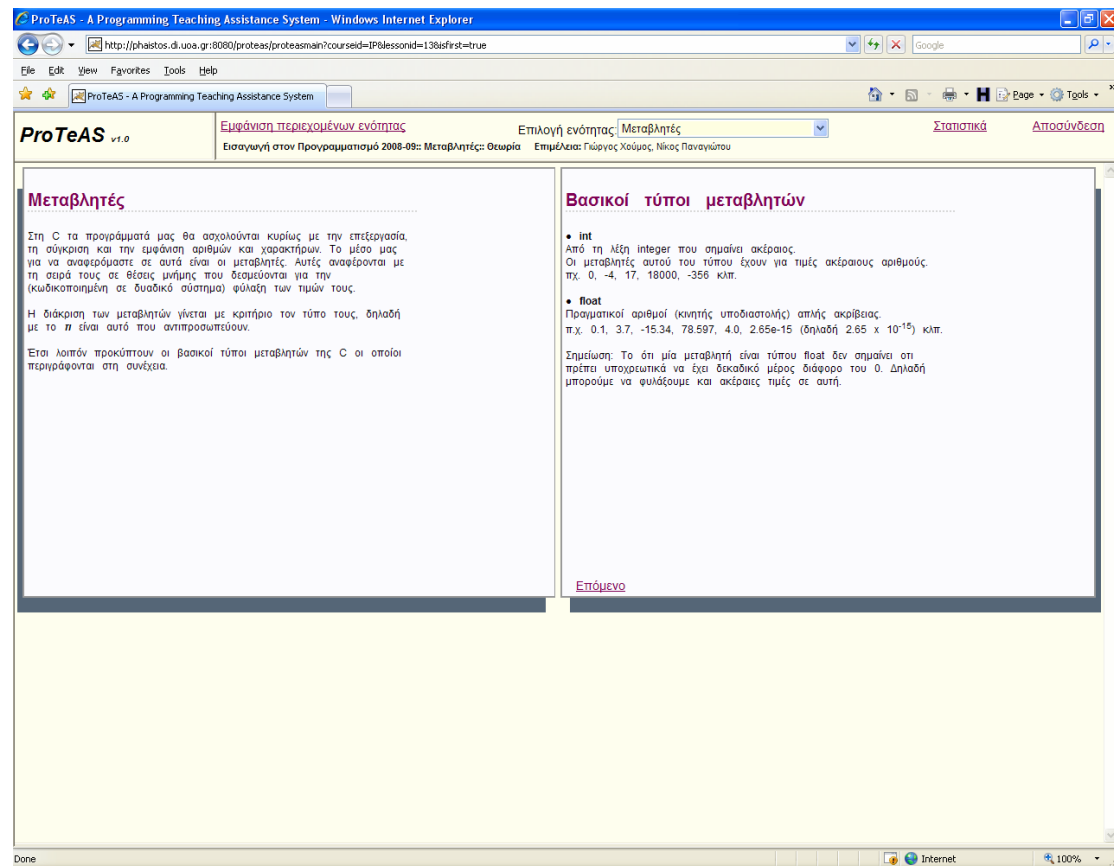 ProTeAS - A Programming Teaching Assistance System - Windows Internet Explorer
http://phaistos.di.uoa.gr:8080/proteas/proteasmain?courseid=IP&lessonid=13&isfirst=true
Google
File Edit View Favorites Tools Help
ProTeAS - A Programming Teaching Assistance System
Page Tools
ProTeAS v1.0
Εμφάνιση περιεχομένων ενότητας
Επιλογή ενότητας: Μεταβλητές
Στατιστικά
Αποσύνδεση
Εισαγωγή στον Προγραμματισμό 2008-09:: Μεταβλητές:: Θεωρία Επιμέλεια: Γιώργος Χούμος, Νίκος Παναγιώτου
Μεταβλητές
Στη C τα προγράμματά μας θα ασχολούνται κυρίως με την επεξεργασία,
τη σύγκριση και την εμφάνιση αριθμών και χαρακτήρων. Το μέσο μας
για να αναφερόμαστε σε αυτά είναι οι μεταβλητές. Αυτές αναφέρονται με
τη σειρά τους σε θέσεις μνήμης που δεσμεύονται για την
(κωδικοποιημένη σε δυαδικό σύστημα) φύλαξη των τιμών τους.
Η διάκριση των μεταβλητών γίνεται με κριτήριο τον τύπο τους, δηλαδή
με το π είναι αυτό που αντιπροσωπεύουν.
Έτσι λοιπόν προκύπτουν οι βασικοί τύποι μεταβλητών της C οι οποίοι
περιγράφονται στη συνέχεια.
Βασικοί τύποι μεταβλητών
• int
Από τη λέξη integer που σημαίνει ακέραιος.
Οι μεταβλητές αυτού του τύπου έχουν για τιμές ακέραιους αριθμούς.
πχ. 0, -4, 17, 18000, -356 κλπ.
• float
Πραγματικοί αριθμοί (κινητής υποδιαστολής) απλής ακρίβειας.
π.χ. 0.1, 3.7, -15.34, 78.597, 4.0, 2.65e-15 (δηλαδή 2.65 x 10⁻¹⁵) κλπ.
Σημείωση: Το ότι μία μεταβλητή είναι τύπου float δεν σημαίνει οτι
πρέπει υποχρεωτικά να έχει δεκαδικό μέρος διάφορο του 0. Δηλαδή
μπορούμε να φυλάξουμε και ακέραιες τιμές σε αυτή.
Επόμενο
Done
Internet
100%